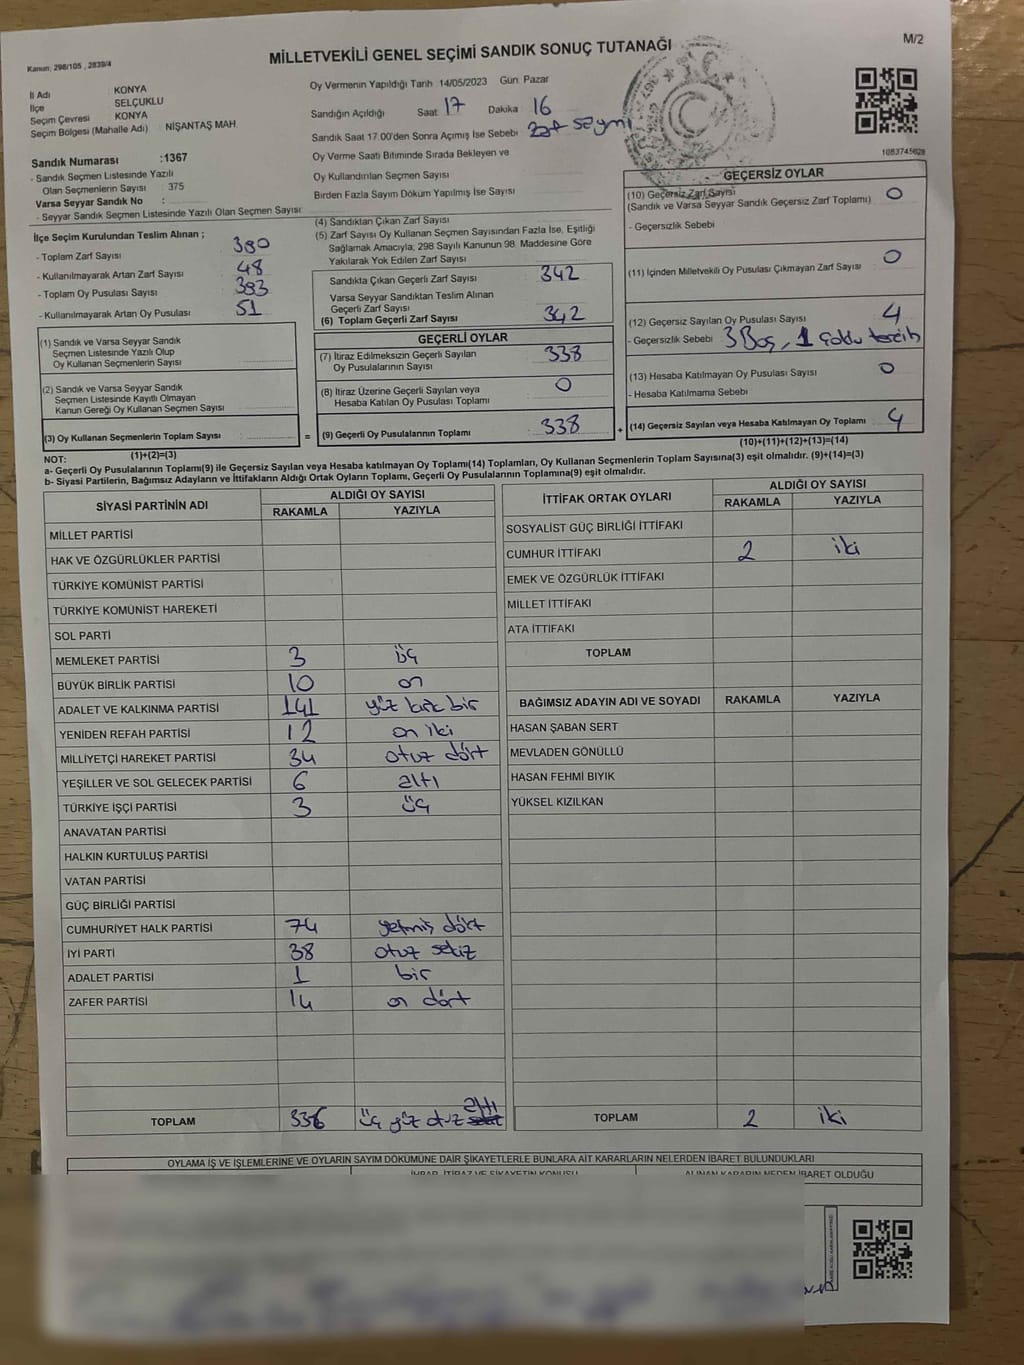 Kanun, 298/105 , 2839/4
MİLLETVEKİLİ GENEL SEÇİMİ SANDIK SONUÇ TUTANAĞI
M/2
İl Adı : KONYA
İlçe SELÇUKLU
Seçim Çevresi : KONYA
Seçim Bölgesi (Mahalle Adı) : NİŞANTAŞ MAH.
Oy Vermenin Yapıldığı Tarih 14/05/2023 Gün Pazar
Sandığın Açıldığı Saat 17 Dakika 16
Sandık Saat 17.00'den Sonra Açımış İse Sebebi zarf sayımı
Oy Verme Saati Bitiminde Sırada Bekleyen ve
Oy Kullandırılan Seçmen Sayısı
Birden Fazla Sayım Döküm Yapılmış İse Sayısı
Sandık Numarası :1367
- Sandık Seçmen Listesinde Yazılı
Olan Seçmenlerin Sayısı : 375
Varsa Seyyar Sandık No :
- Seyyar Sandık Seçmen Listesinde Yazılı Olan Seçmen Sayısı:
1083745628
İlçe Seçim Kurulundan Teslim Alınan ;
- Toplam Zarf Sayısı 390
- Kullanılmayarak Artan Zarf Sayısı 48
- Toplam Oy Pusulası Sayısı 393
- Kullanılmayarak Artan Oy Pusulası 51
(4) Sandıktan Çıkan Zarf Sayısı
(5) Zarf Sayısı Oy Kullanan Seçmen Sayısından Fazla İse, Eşitliği
Sağlamak Amacıyla; 298 Sayılı Kanunun 98. Maddesine Göre
Yakılarak Yok Edilen Zarf Sayısı
Sandıkta Çıkan Geçerli Zarf Sayısı 342
Varsa Seyyar Sandıktan Teslim Alınan
Geçerli Zarf Sayısı
(6) Toplam Geçerli Zarf Sayısı 342
GEÇERSİZ OYLAR
(10) Geçersiz Zarf Sayısı 0
(Sandık ve Varsa Seyyar Sandık Geçersiz Zarf Toplamı)
- Geçersizlik Sebebi
(11) İçinden Milletvekili Oy Pusulası Çıkmayan Zarf Sayısı 0
(12) Geçersiz Sayılan Oy Pusulası Sayısı 4
- Geçersizlik Sebebi 3 Boş, 1 çoklu tercih
(13) Hesaba Katılmayan Oy Pusulası Sayısı 0
- Hesaba Katılmama Sebebi
(14) Geçersiz Sayılan veya Hesaba Katılmayan Oy Toplamı 4
(10)+(11)+(12)+(13)=(14)
(1) Sandık ve Varsa Seyyar Sandık
Seçmen Listesinde Yazılı Olup
Oy Kullanan Seçmenlerin Sayısı
(2) Sandık ve Varsa Seyyar Sandık
Seçmen Listesinde Kayıtlı Olmayan
Kanun Gereği Oy Kullanan Seçmen Sayısı
(3) Oy Kullanan Seçmenlerin Toplam Sayısı =
(1)+(2)=(3)
GEÇERLİ OYLAR
(7) İtiraz Edilmeksizin Geçerli Sayılan
Oy Pusulalarının Sayısı 338
(8) İtiraz Üzerine Geçerli Sayılan veya
Hesaba Katılan Oy Pusulası Toplamı 0
(9) Geçerli Oy Pusulalarının Toplamı 338 +
NOT:
a- Geçerli Oy Pusulalarının Toplamı(9) ile Geçersiz Sayılan veya Hesaba katılmayan Oy Toplamı(14) Toplamları, Oy Kullanan Seçmenlerin Toplam Sayısına(3) eşit olmalıdır. (9)+(14)=(3)
b- Siyasi Partilerin, Bağımsız Adayların ve İttifakların Aldığı Ortak Oyların Toplamı, Geçerli Oy Pusulalarının Toplamına(9) eşit olmalıdır.
SİYASİ PARTİNİN ADI ALDIĞI OY SAYISI
RAKAMLA YAZIYLA
MİLLET PARTİSİ
HAK VE ÖZGÜRLÜKLER PARTİSİ
TÜRKİYE KOMÜNİST PARTİSİ
TÜRKİYE KOMÜNİST HAREKETİ
SOL PARTİ
MEMLEKET PARTİSİ 3 üç
BÜYÜK BİRLİK PARTİSİ 10 on
ADALET VE KALKINMA PARTİSİ 141 yüz kırk bir
YENİDEN REFAH PARTİSİ 12 on iki
MİLLİYETÇİ HAREKET PARTİSİ 34 otuz dört
YEŞİLLER VE SOL GELECEK PARTİSİ 6 altı
TÜRKİYE İŞÇİ PARTİSİ 3 üç
ANAVATAN PARTİSİ
HALKIN KURTULUŞ PARTİSİ
VATAN PARTİSİ
GÜÇ BİRLİĞİ PARTİSİ
CUMHURİYET HALK PARTİSİ 74 yetmiş dört
İYİ PARTİ 38 otuz sekiz
ADALET PARTİSİ 1 bir
ZAFER PARTİSİ 14 on dört
TOPLAM 336 üç yüz otuz altı
İTTİFAK ORTAK OYLARI ALDIĞI OY SAYISI
RAKAMLA YAZIYLA
SOSYALİST GÜÇ BİRLİĞİ İTTİFAKI
CUMHUR İTTİFAKI 2 iki
EMEK VE ÖZGÜRLÜK İTTİFAKI
MİLLET İTTİFAKI
ATA İTTİFAKI
TOPLAM
BAĞIMSIZ ADAYIN ADI VE SOYADI RAKAMLA YAZIYLA
HASAN ŞABAN SERT
MEVLADEN GÖNÜLLÜ
HASAN FEHMİ BIYIK
YÜKSEL KIZILKAN
TOPLAM 2 iki
OYLAMA İŞ VE İŞLEMLERİNE VE OYLARIN SAYIM DÖKÜMÜNE DAİR ŞİKAYETLERLE BUNLARA AİT KARARLARIN NELERDEN İBARET BULUNDUKLARI
İHBAR, İTİRAZ VE ŞİKAYETİN KONUSU ALINAN KARARIN NEDEN İBARET OLDUĞU